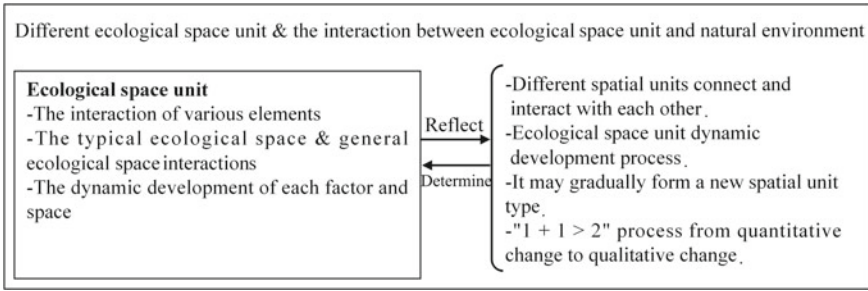 Different ecological space unit & the interaction between ecological space unit and natural environment
Ecological space unit
-The interaction of various elements
-The typical ecological space & general
ecological space interactions
-The dynamic development of each factor and
space
Reflect
Determine
-Different spatial units connect and
interact with each other.
-Ecological space unit dynamic
development process.
-It may gradually form a new spatial unit
type.
-"1 + 1 > 2" process from quantitative
change to qualitative change.